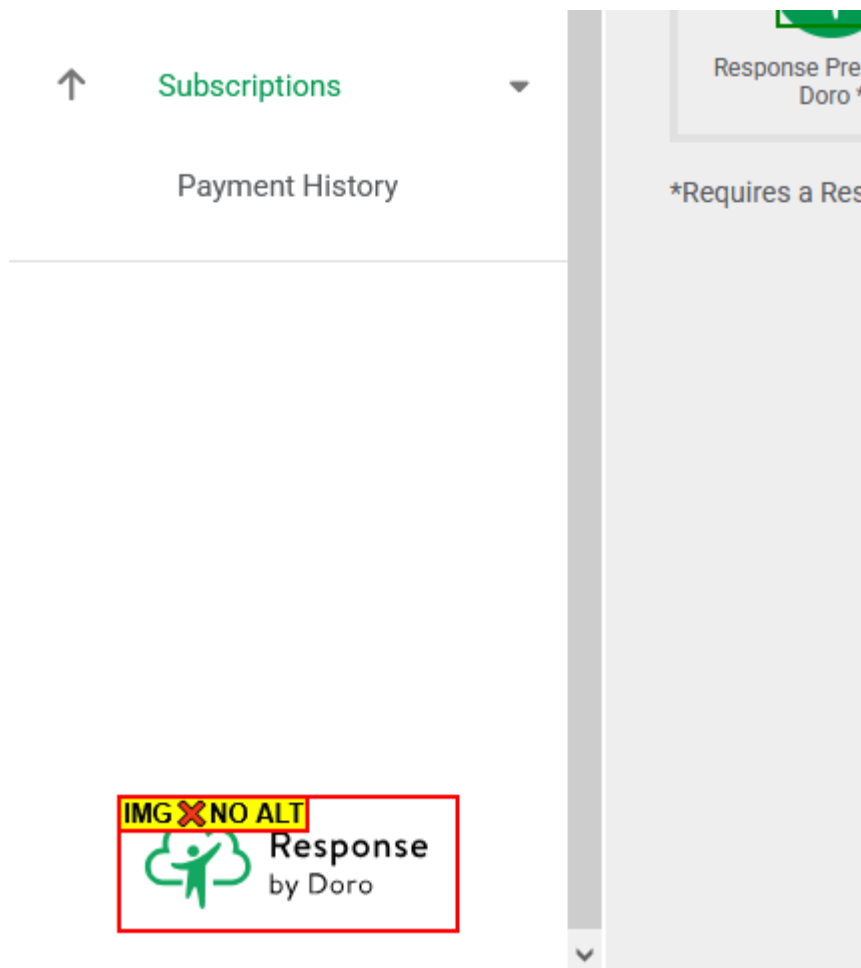 Subscriptions
Payment History
Response Pre
Doro *
*Requires a Res
IMG NO ALT
Response
by Doro